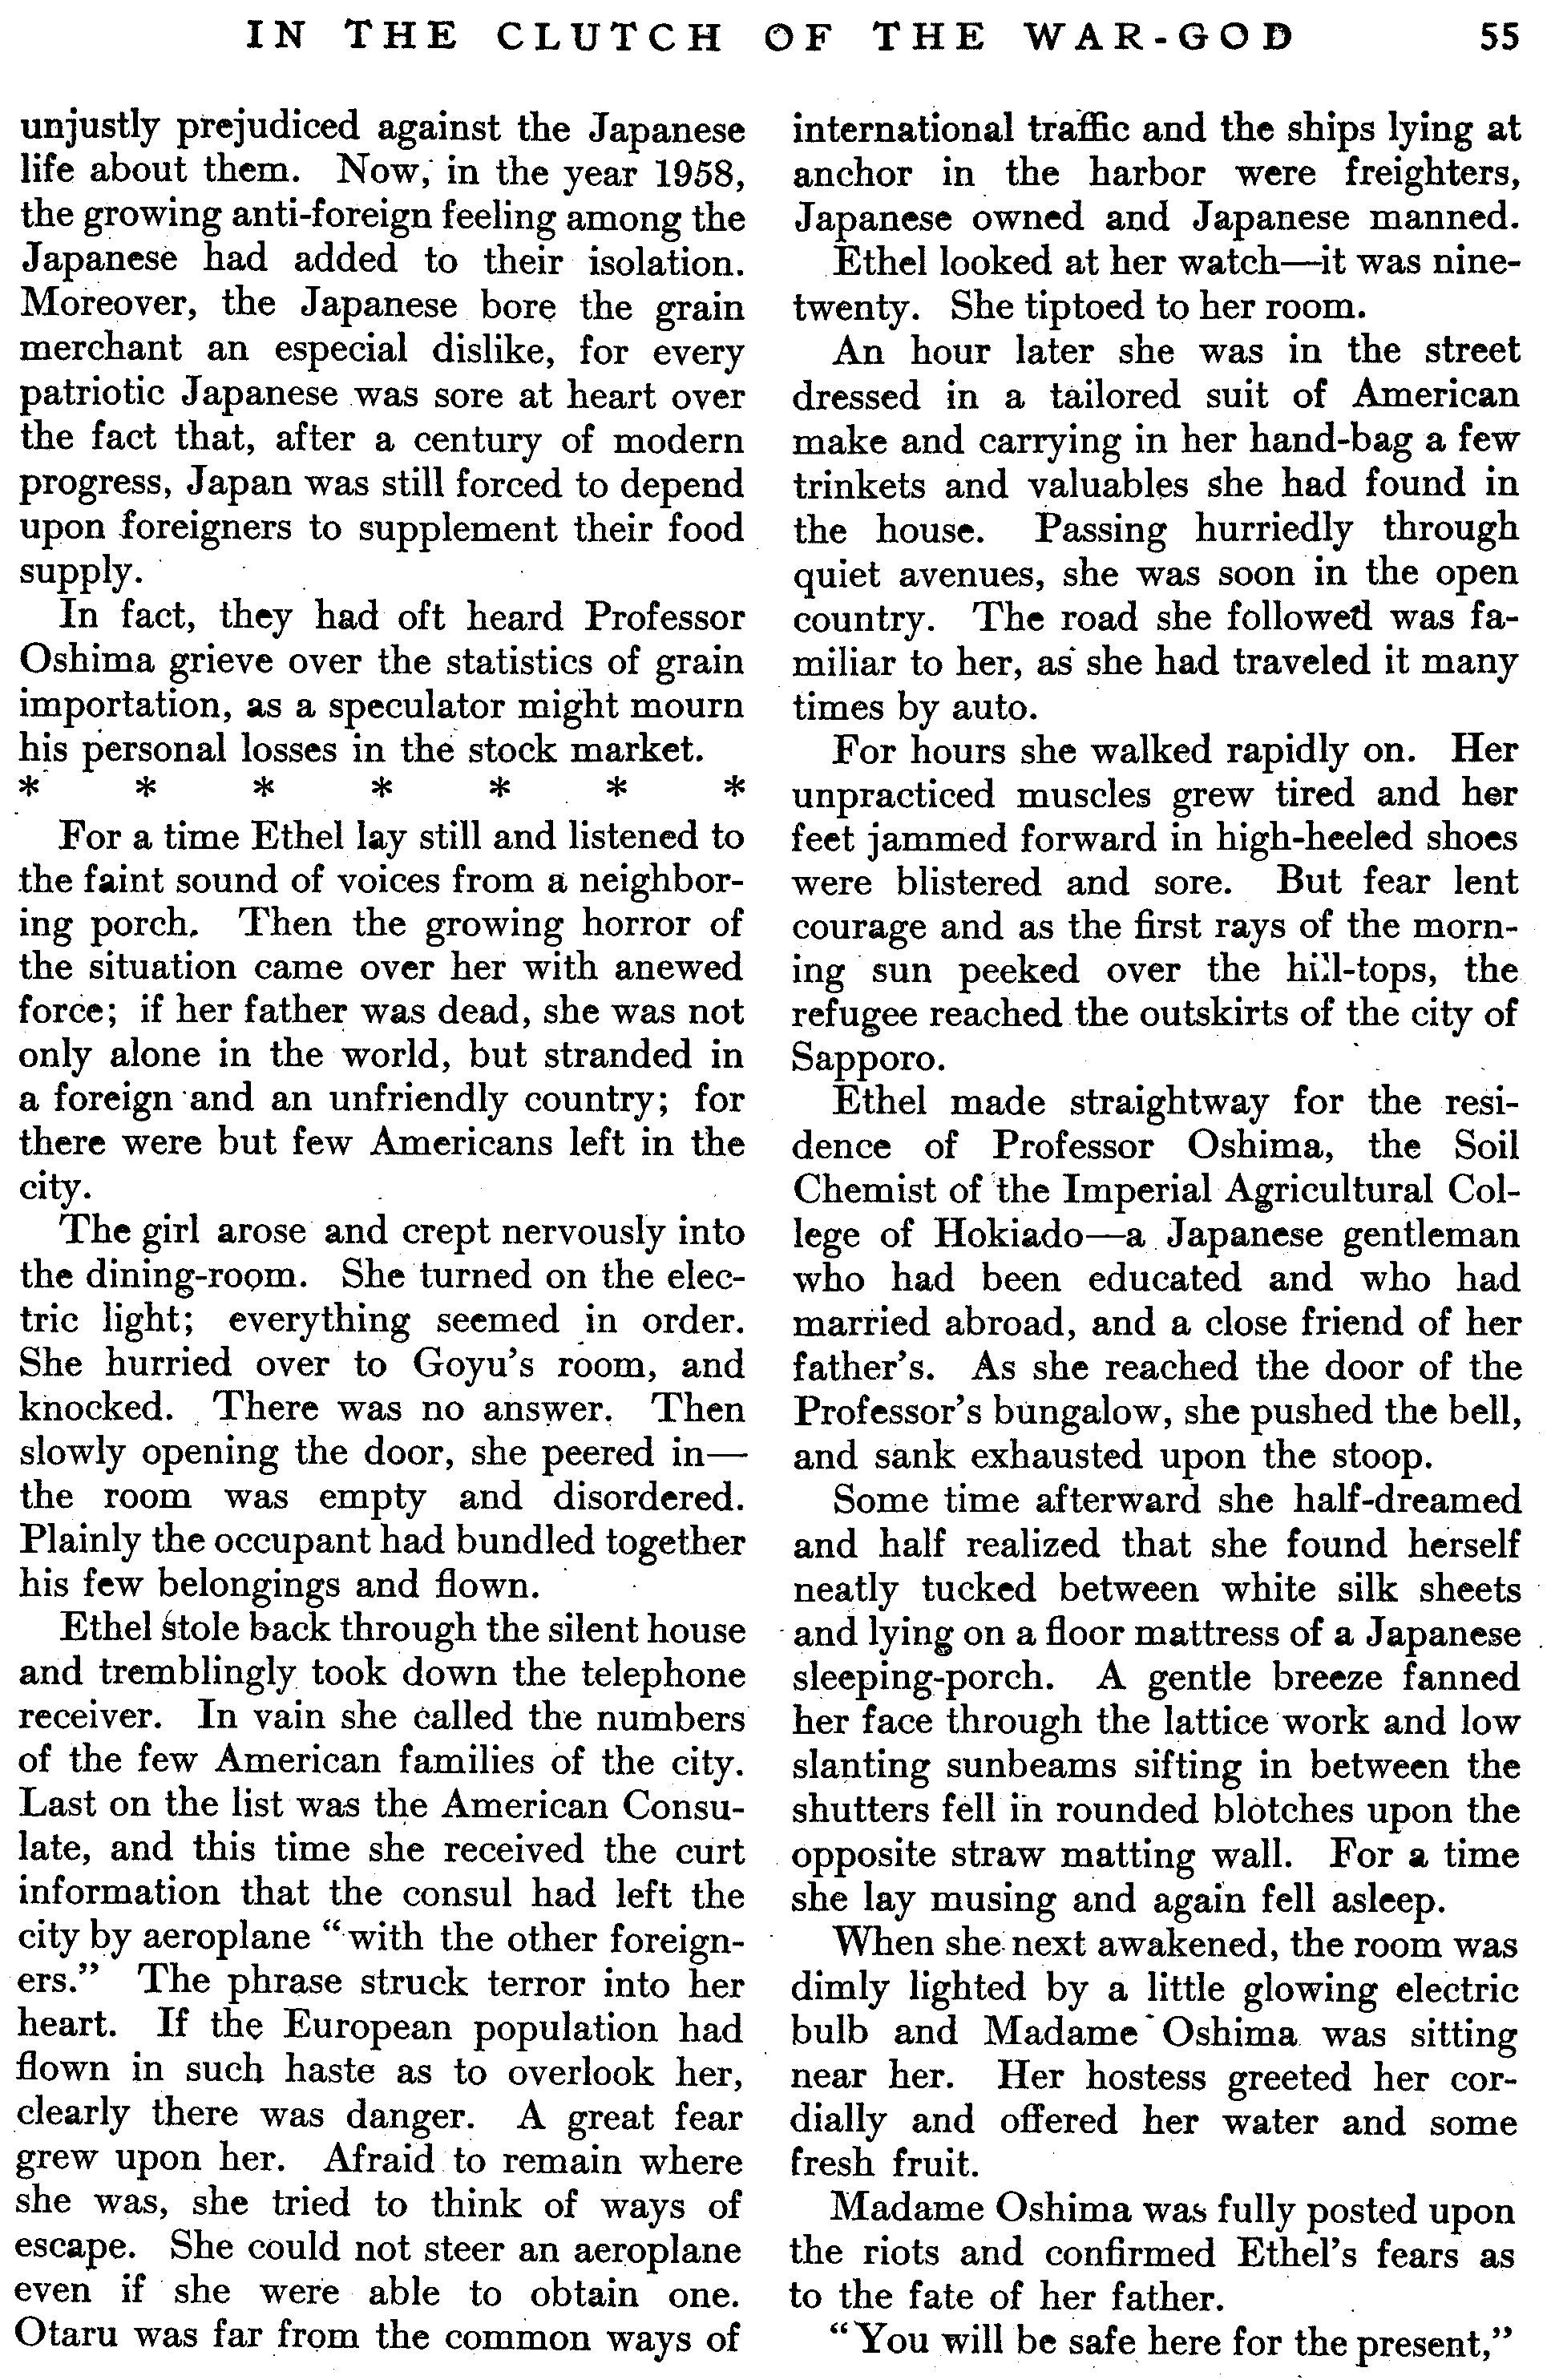 IN THE CLUTCH OF THE WAR-GOD 55
unjustly prejudiced against the Japanese
life about them. Now, in the year 1958,
the growing anti-foreign feeling among the
Japanese had added to their isolation.
Moreover, the Japanese bore the grain
merchant an especial dislike, for every
patriotic Japanese was sore at heart over
the fact that, after a century of modern
progress, Japan was still forced to depend
upon foreigners to supplement their food
supply.
In fact, they had oft heard Professor
Oshima grieve over the statistics of grain
importation, as a speculator might mourn
his personal losses in the stock market.
* * * * * * *
For a time Ethel lay still and listened to
the faint sound of voices from a neighbor-
ing porch. Then the growing horror of
the situation came over her with anewed
force; if her father was dead, she was not
only alone in the world, but stranded in
a foreign and an unfriendly country; for
there were but few Americans left in the
city.
The girl arose and crept nervously into
the dining-room. She turned on the elec-
tric light; everything seemed in order.
She hurried over to Goyu's room, and
knocked. There was no answer. Then
slowly opening the door, she peered in—
the room was empty and disordered.
Plainly the occupant had bundled together
his few belongings and flown.
Ethel stole back through the silent house
and tremblingly took down the telephone
receiver. In vain she called the numbers
of the few American families of the city.
Last on the list was the American Consu-
late, and this time she received the curt
information that the consul had left the
city by aeroplane "with the other foreign-
ers." The phrase struck terror into her
heart. If the European population had
flown in such haste as to overlook her,
clearly there was danger. A great fear
grew upon her. Afraid to remain where
she was, she tried to think of ways of
escape. She could not steer an aeroplane
even if she were able to obtain one.
Otaru was far from the common ways of
international traffic and the ships lying at
anchor in the harbor were freighters,
Japanese owned and Japanese manned.
Ethel looked at her watch—it was nine-
twenty. She tiptoed to her room.
An hour later she was in the street
dressed in a tailored suit of American
make and carrying in her hand-bag a few
trinkets and valuables she had found in
the house. Passing hurriedly through
quiet avenues, she was soon in the open
country. The road she followed was fa-
miliar to her, as she had traveled it many
times by auto.
For hours she walked rapidly on. Her
unpracticed muscles grew tired and her
feet jammed forward in high-heeled shoes
were blistered and sore. But fear lent
courage and as the first rays of the morn-
ing sun peeked over the hill-tops, the
refugee reached the outskirts of the city of
Sapporo.
Ethel made straightway for the resi-
dence of Professor Oshima, the Soil
Chemist of the Imperial Agricultural Col-
lege of Hokiado—a Japanese gentleman
who had been educated and who had
married abroad, and a close friend of her
father's. As she reached the door of the
Professor's bungalow, she pushed the bell,
and sank exhausted upon the stoop.
Some time afterward she half-dreamed
and half realized that she found herself
neatly tucked between white silk sheets
and lying on a floor mattress of a Japanese
sleeping-porch. A gentle breeze fanned
her face through the lattice work and low
slanting sunbeams sifting in between the
shutters fell in rounded blotches upon the
opposite straw matting wall. For a time
she lay musing and again fell asleep.
When she next awakened, the room was
dimly lighted by a little glowing electric
bulb and Madame Oshima was sitting
near her. Her hostess greeted her cor-
dially and offered her water and some
fresh fruit.
Madame Oshima was fully posted upon
the riots and confirmed Ethel's fears as
to the fate of her father.
"You will be safe here for the present,"